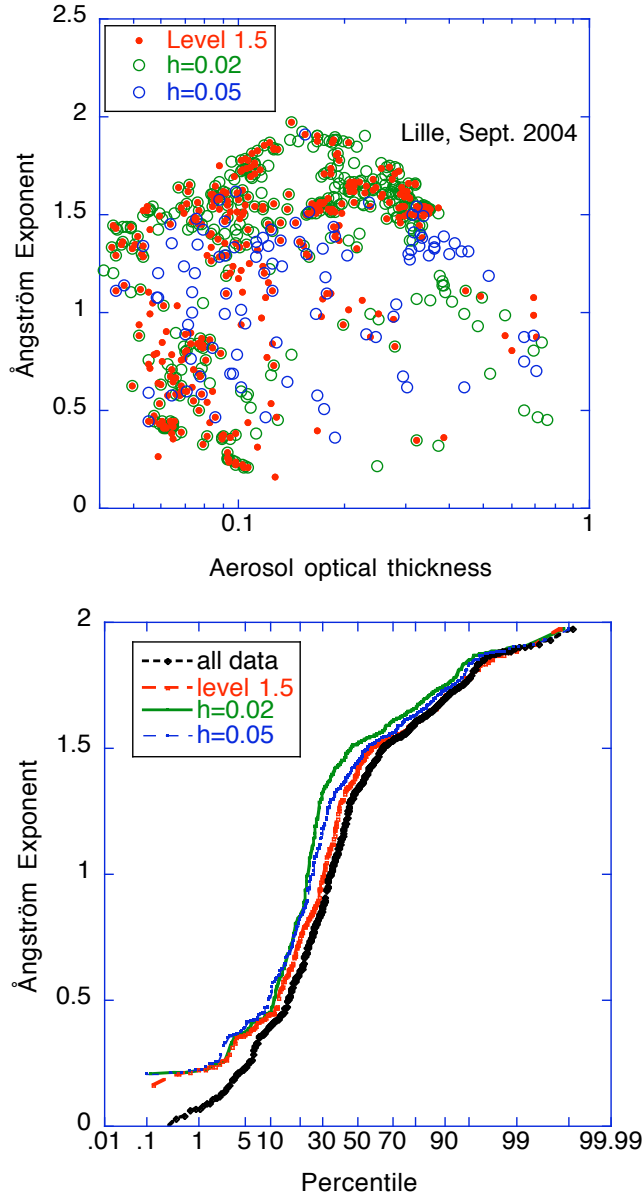 Level 1.5
h=0.02
h=0.05
Lille, Sept. 2004
2.5
2
1.5
1
0.5
0
Ångström Exponent
0.1
1
Aerosol optical thickness
all data
level 1.5
h=0.02
h=0.05
2
1.5
1
0.5
0
Ångström Exponent
.01 .1 1 5 10 30 50 70 90 99 99.99
Percentile